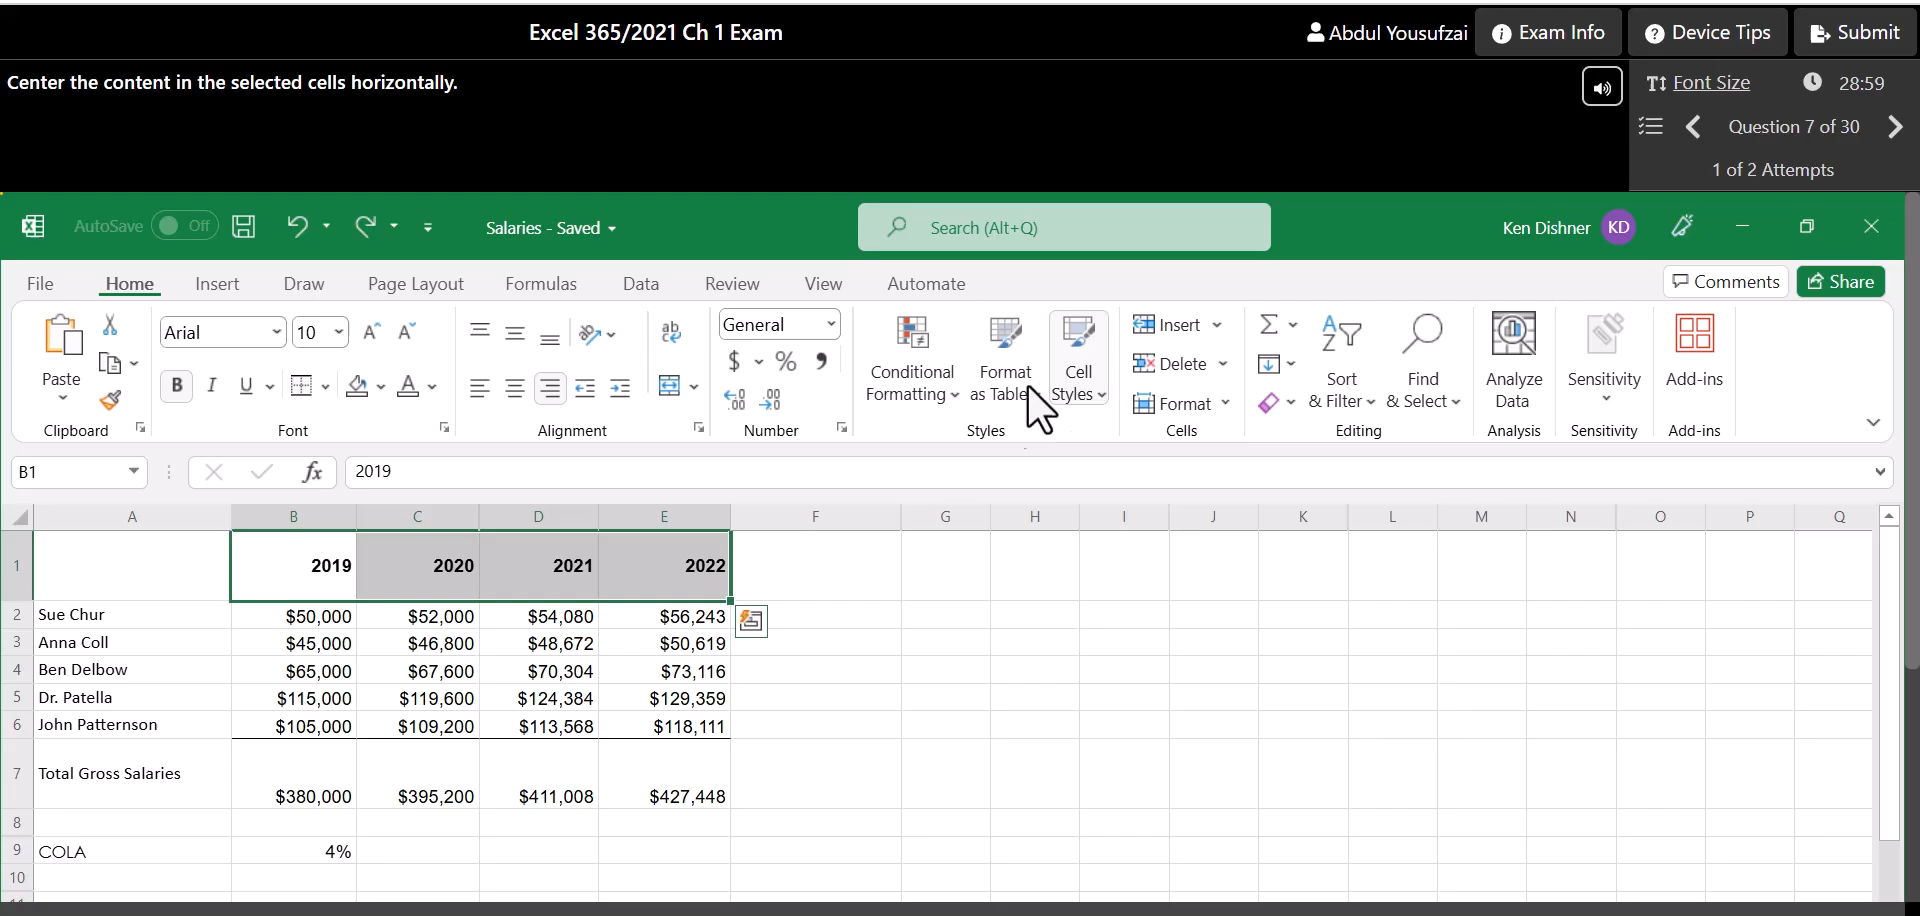 Excel 365/2021 Ch 1 Exam
Abdul Yousufzai
Exam Info
Device Tips
Submit
Center the content in the selected cells horizontally.
Font Size
28:59
Question 7 of 30
1 of 2 Attempts
AutoSave Off
Salaries - Saved
Search (Alt+Q)
Ken Dishner KD
File Home Insert Draw Page Layout Formulas Data Review View Automate
Comments Share
Paste
Clipboard
Arial 10
B I U
Font
ab
Alignment
General
$ % ,
Number
Conditional
Formatting
Format
as Table
Cell
Styles
Styles
Insert
Delete
Format
Cells
Sort
& Filter
Find
& Select
Editing
Analyze
Data
Analysis
Sensitivity
Sensitivity
Add-ins
Add-ins
B1 fx 2019
A B C D E F G H I J K L M N O P Q
1 2019 2020 2021 2022
2 Sue Chur $50,000 $52,000 $54,080 $56,243
3 Anna Coll $45,000 $46,800 $48,672 $50,619
4 Ben Delbow $65,000 $67,600 $70,304 $73,116
5 Dr. Patella $115,000 $119,600 $124,384 $129,359
6 John Patternson $105,000 $109,200 $113,568 $118,111
7 Total Gross Salaries $380,000 $395,200 $411,008 $427,448
8
9 COLA 4%
10